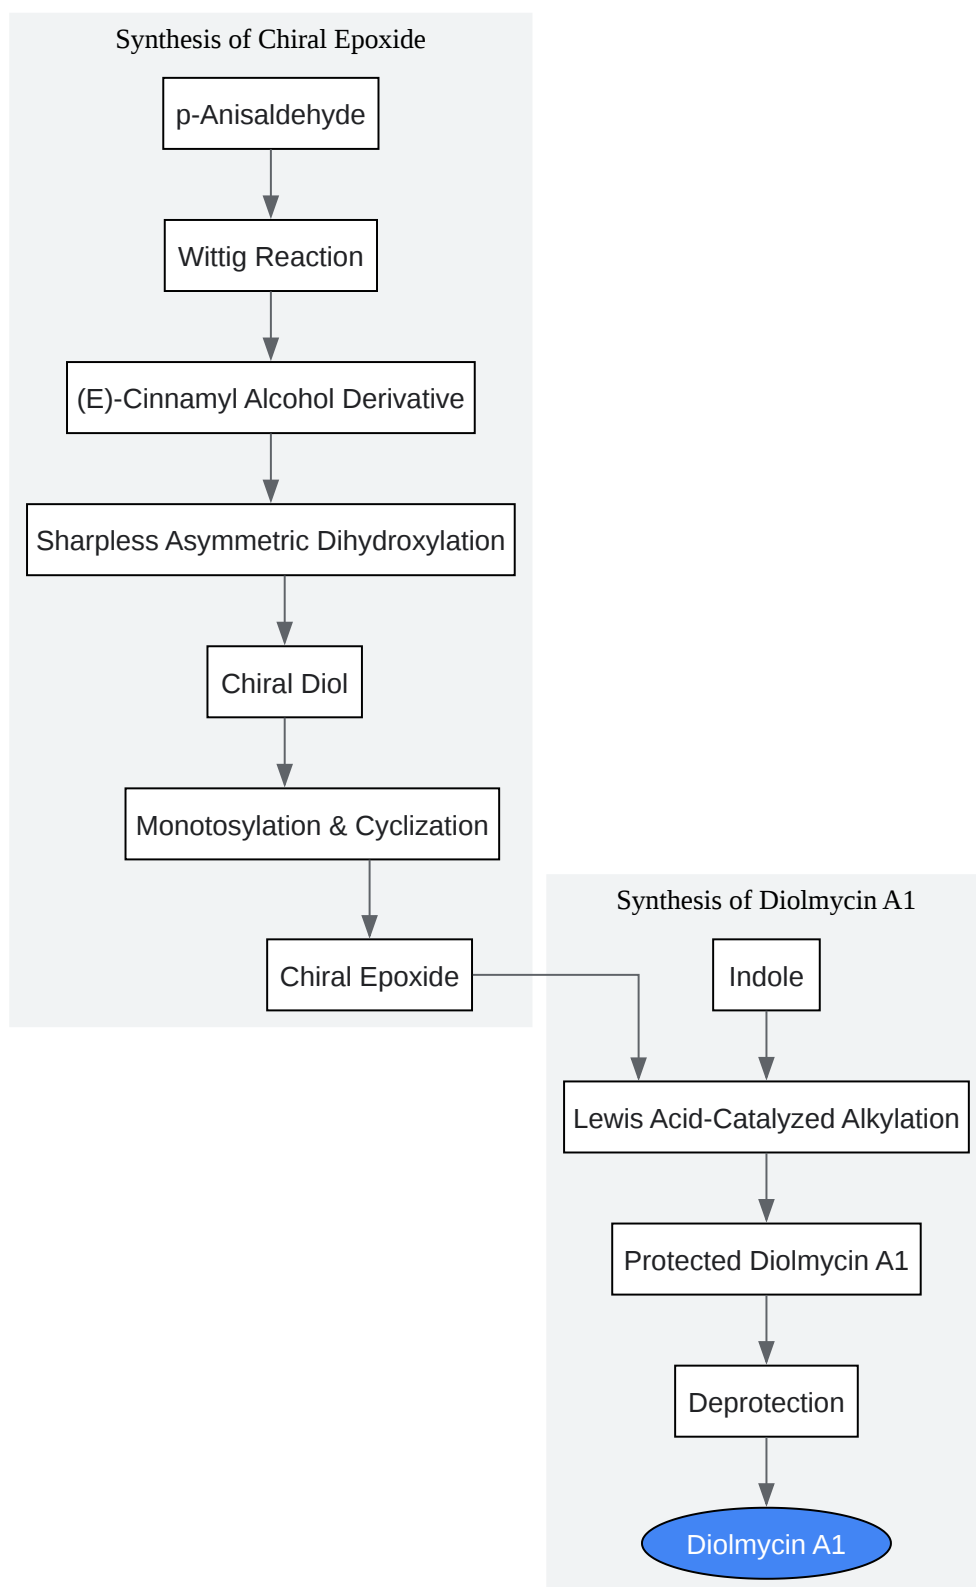 Synthesis of Chiral Epoxide
p-Anisaldehyde
Wittig Reaction
(E)-Cinnamyl Alcohol Derivative
Sharpless Asymmetric Dihydroxylation
Chiral Diol
Monotosylation & Cyclization
Chiral Epoxide
Synthesis of Diolmycin A1
Indole
Lewis Acid-Catalyzed Alkylation
Protected Diolmycin A1
Deprotection
Diolmycin A1